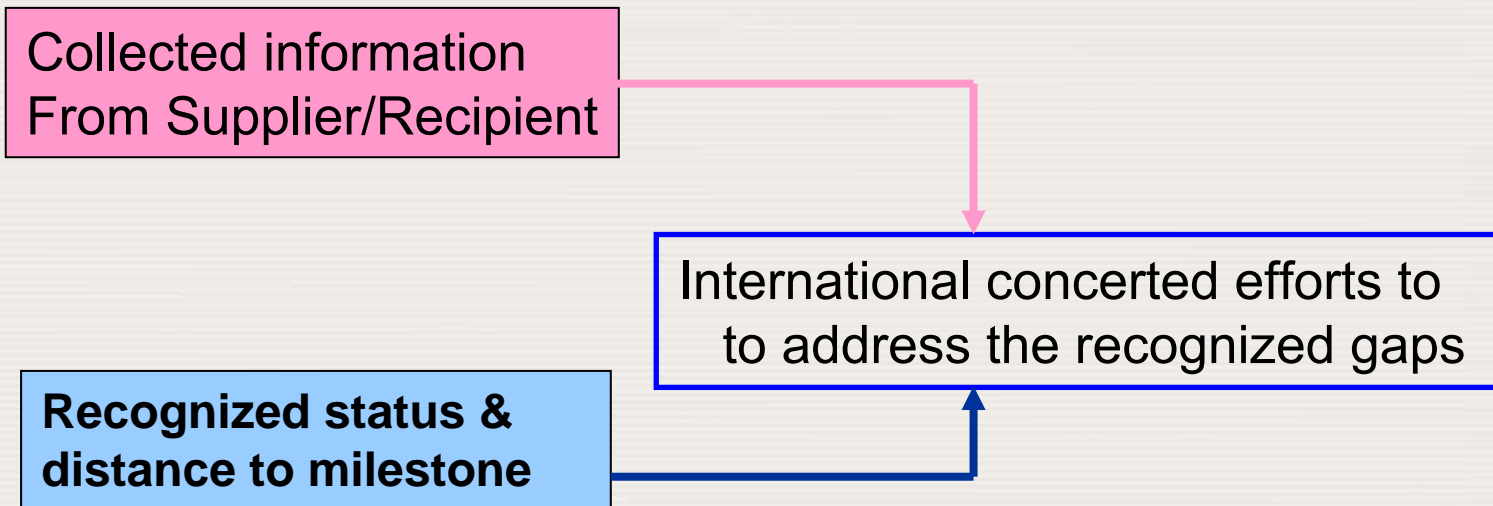 Collected information
From Supplier/Recipient
International concerted efforts to
to address the recognized gaps
Recognized status &
distance to milestone